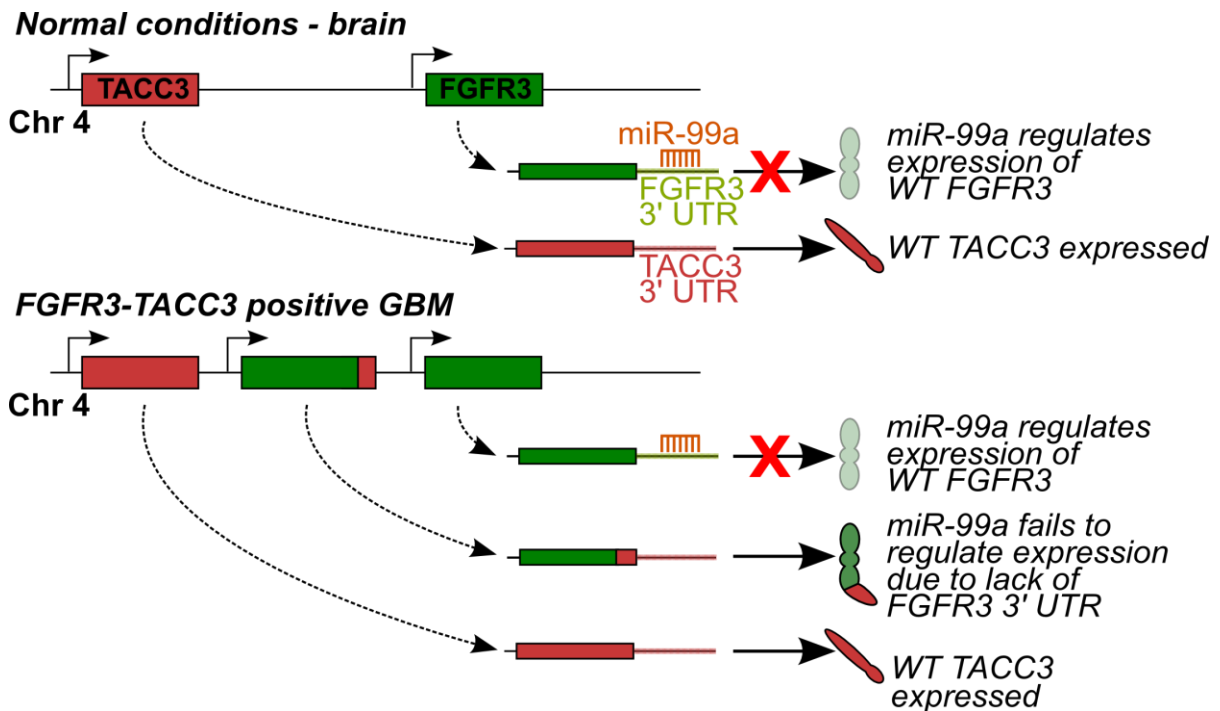 Normal conditions - brain
TACC3
FGFR3
Chr 4
miR-99a
FGFR3
3' UTR
miR-99a regulates
expression of
WT FGFR3
X
TACC3
3' UTR
WT TACC3 expressed
FGFR3-TACC3 positive GBM
Chr 4
X
miR-99a regulates
expression of
WT FGFR3
miR-99a fails to
regulate expression
due to lack of
FGFR3 3' UTR
WT TACC3
expressed